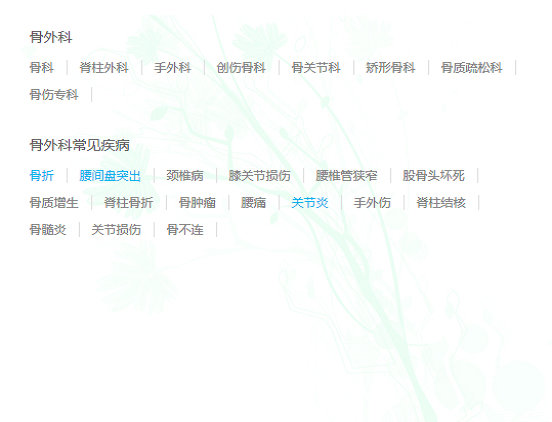 骨外科
骨科 | 脊柱外科 | 手外科 | 创伤骨科 | 骨关节科 | 矫形骨科 | 骨质疏松科 |
骨伤专科 |
骨外科常见疾病
骨折 | 腰间盘突出 | 颈椎病 | 膝关节损伤 | 腰椎管狭窄 | 股骨头坏死 |
骨质增生 | 脊柱骨折 | 骨肿瘤 | 腰痛 | 关节炎 | 手外伤 | 脊柱结核 |
骨髓炎 | 关节损伤 | 骨不连 |